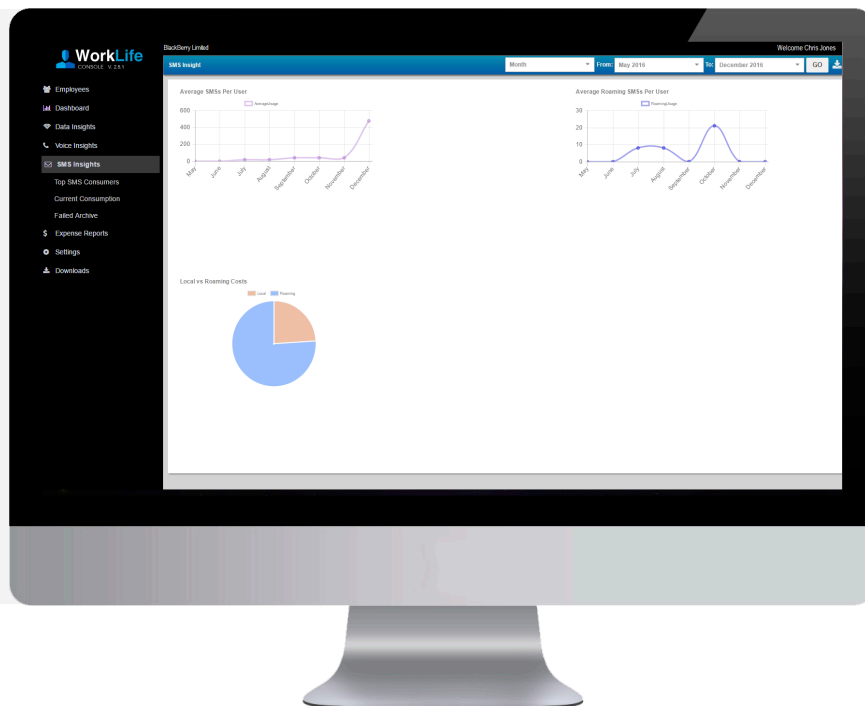 WorkLife
CONSOLE V. 2.5.1
BlackBerry Limited
Welcome Chris Jones
SMS Insight
Month
From:
May 2016
To:
December 2016
GO
Employees
Dashboard
Data Insights
Voice Insights
SMS Insights
Top SMS Consumers
Current Consumption
Failed Archive
Expense Reports
Settings
Downloads
Average SMSs Per User
AverageUsage
600
400
200
0
May
June
July
August
September
October
November
December
Average Roaming SMSs Per User
RoamingUsage
30
20
10
0
May
June
July
August
September
October
November
December
Local vs Roaming Costs
Local
Roaming